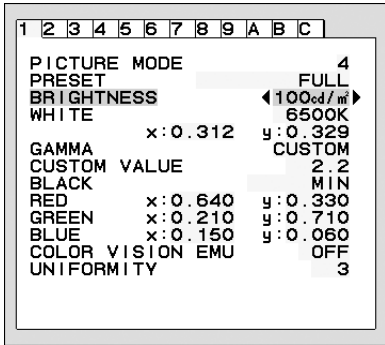 1 2 3 4 5 6 7 8 9 A B C
PICTURE MODE 4
PRESET FULL
BRIGHTNESS ◀100cd/㎡▶
WHITE 6500K
x:0.312 y:0.329
GAMMA CUSTOM
CUSTOM VALUE 2.2
BLACK MIN
RED x:0.640 y:0.330
GREEN x:0.210 y:0.710
BLUE x:0.150 y:0.060
COLOR VISION EMU OFF
UNIFORMITY 3